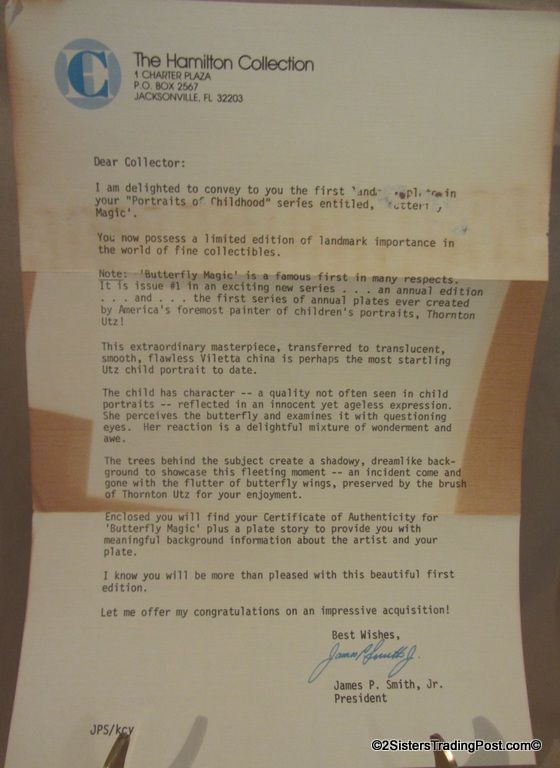 The Hamilton Collection
1 CHARTER PLAZA
P.O. BOX 2567
JACKSONVILLE, FL 32203
Dear Collector:
I am delighted to convey to you the first in
your "Portraits of Childhood" series entitled,
Magic'.
You now possess a limited edition of landmark importance in
the world of fine collectibles.
Note: 'Butterfly Magic' is a famous first in many respects.
It is issue #1 in an exciting new series . . . an annual edition
. . . and . . . the first series of annual plates ever created
by America's foremost painter of children's portraits, Thornton
Utz!
This extraordinary masterpiece, transferred to translucent,
smooth, flawless Viletta china is perhaps the most startling
Utz child portrait to date.
The child has character -- a quality not often seen in child
portraits -- reflected in an innocent yet ageless expression.
She perceives the butterfly and examines it with questioning
eyes. Her reaction is a delightful mixture of wonderment and
awe.
The trees behind the subject create a shadowy, dreamlike back-
ground to showcase this fleeting moment -- an incident come and
gone with the flutter of butterfly wings, preserved by the brush
of Thornton Utz for your enjoyment.
Enclosed you will find your Certificate of Authenticity for
'Butterfly Magic' plus a plate story to provide you with
meaningful background information about the artist and your
plate.
I know you will be more than pleased with this beautiful first
edition.
Let me offer my congratulations on an impressive acquisition!
Best Wishes,
James P. Smith Jr.
James P. Smith, Jr.
President
JPS/kcy
©2SistersTradingPost.com